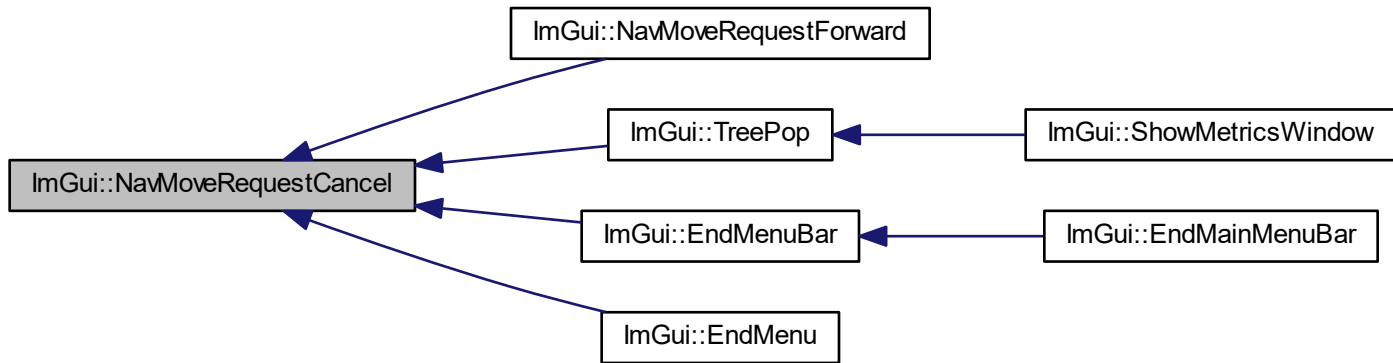 ImGui::NavMoveRequestForward
ImGui::TreePop
ImGui::ShowMetricsWindow
ImGui::NavMoveRequestCancel
ImGui::EndMenuBar
ImGui::EndMainMenuBar
ImGui::EndMenu